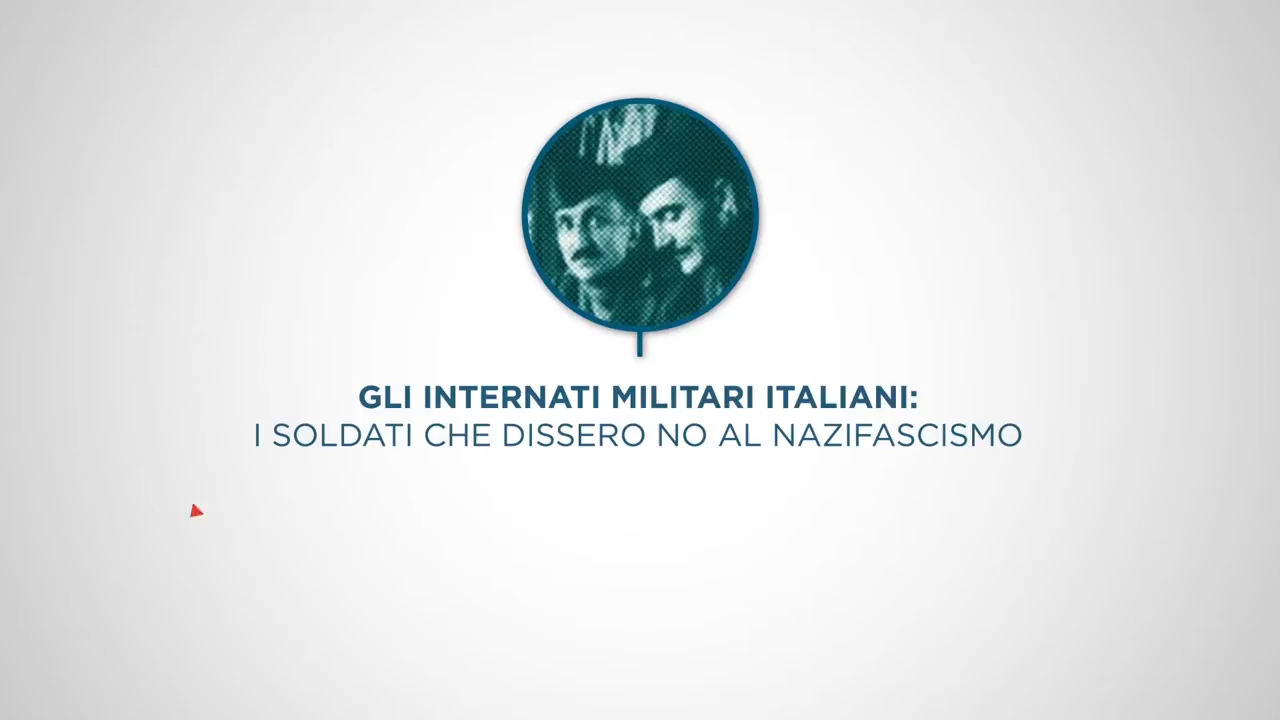 GLI INTERNATI MILITARI ITALIANI:
I SOLDATI CHE DISSERO NO AL NAZIFASCISMO